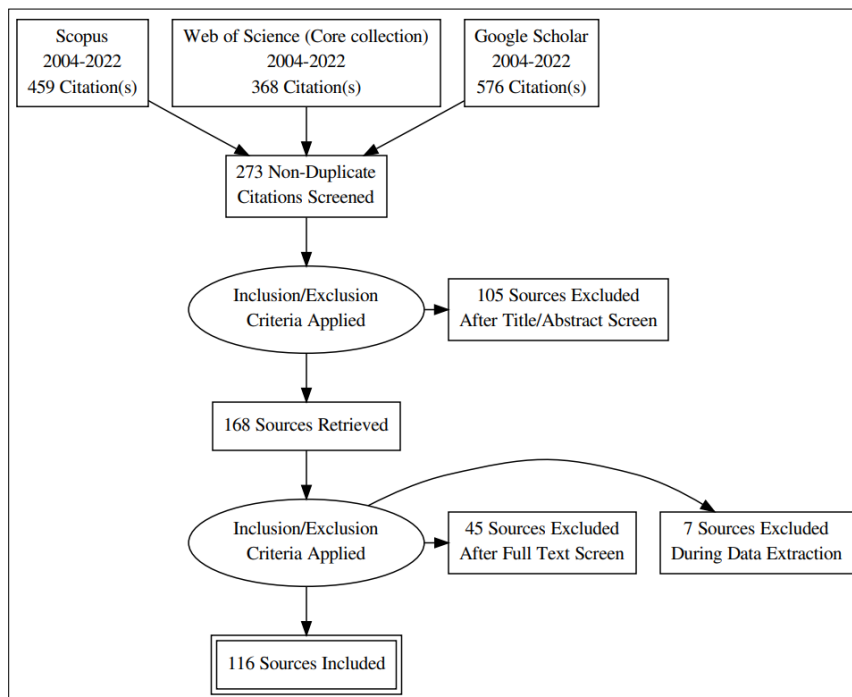 Scopus
2004-2022
459 Citation(s)
Web of Science (Core collection)
2004-2022
368 Citation(s)
Google Scholar
2004-2022
576 Citation(s)
273 Non-Duplicate
Citations Screened
Inclusion/Exclusion
Criteria Applied
105 Sources Excluded
After Title/Abstract Screen
168 Sources Retrieved
Inclusion/Exclusion
Criteria Applied
45 Sources Excluded
After Full Text Screen
7 Sources Excluded
During Data Extraction
116 Sources Included